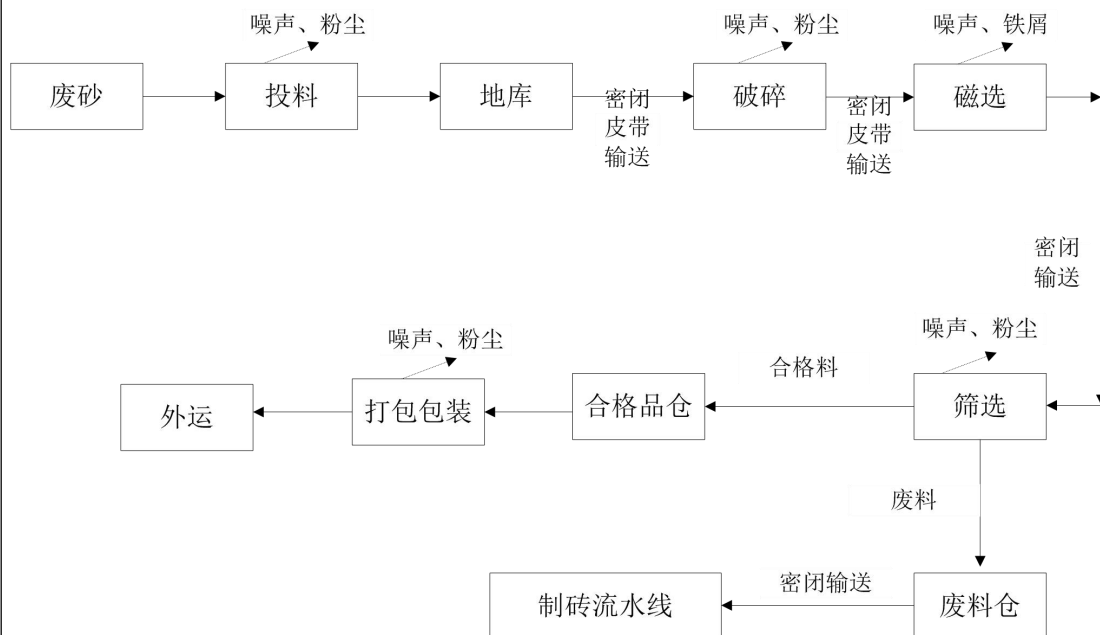 噪声、粉尘
噪声、粉尘
噪声、铁屑
废砂
投料
地库
密闭
皮带
输送
破碎
密闭
皮带
输送
磁选
密闭
输送
噪声、粉尘
噪声、粉尘
外运
打包包装
合格品仓
合格料
筛选
废料
制砖流水线
密闭输送
废料仓